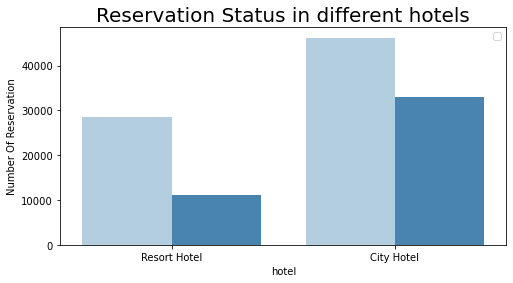 Reservation Status in different hotels
Number Of Reservation
40000
30000
20000
10000
0
Resort Hotel
City Hotel
hotel